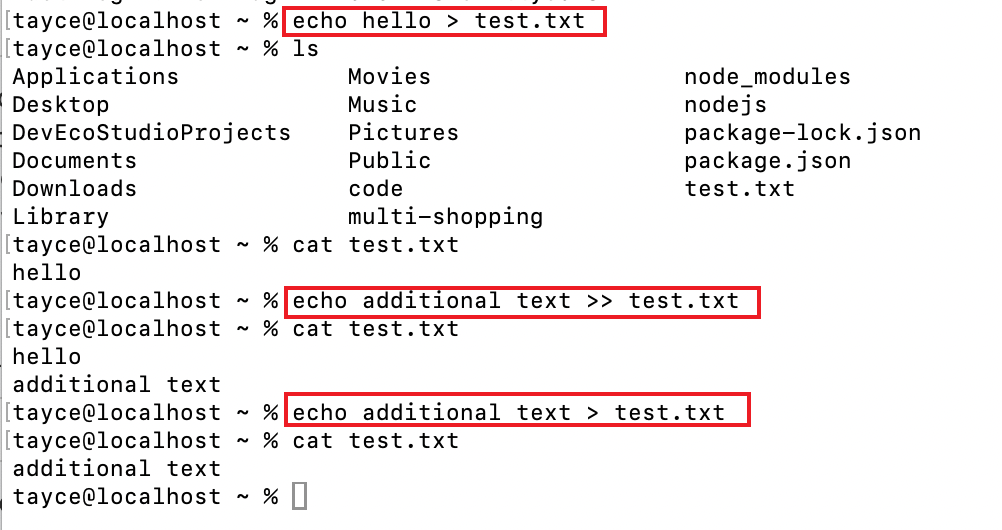 [tayce@localhost ~ % echo hello > test.txt
[tayce@localhost ~ % ls
Applications Movies node_modules
Desktop Music nodejs
DevEcoStudioProjects Pictures package-lock.json
Documents Public package.json
Downloads code test.txt
Library multi-shopping
[tayce@localhost ~ % cat test.txt
hello
[tayce@localhost ~ % echo additional text >> test.txt
[tayce@localhost ~ % cat test.txt
hello
additional text
[tayce@localhost ~ % echo additional text > test.txt
[tayce@localhost ~ % cat test.txt
additional text
tayce@localhost ~ %